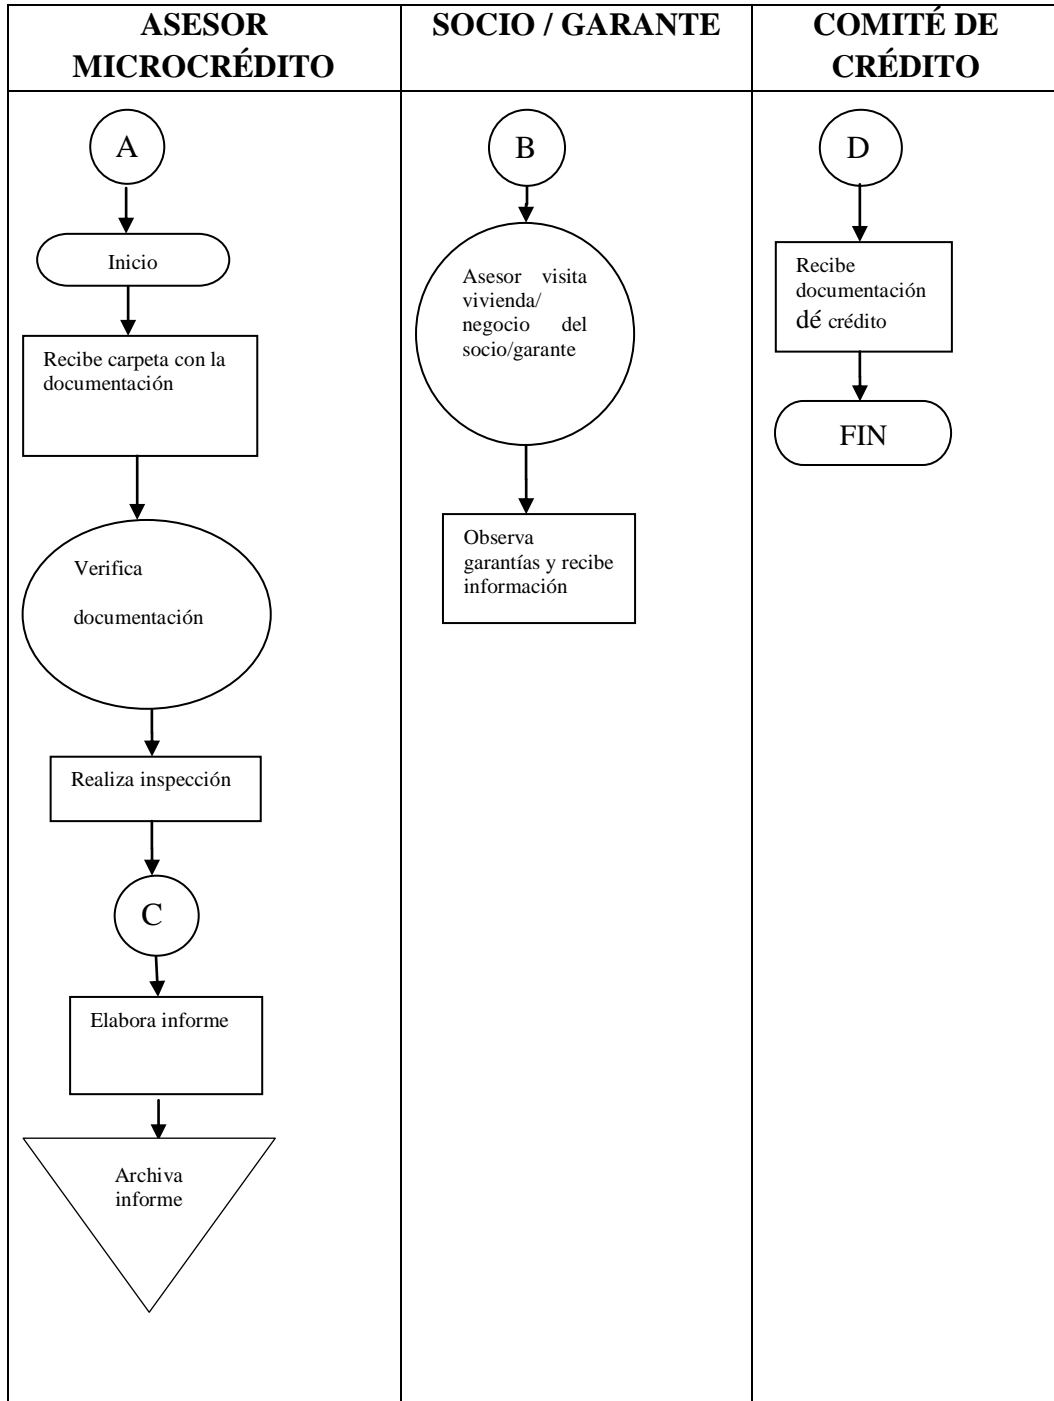 ASESOR
MICROCRÉDITO
SOCIO / GARANTE
COMITÉ DE
CRÉDITO
A
Inicio
Recibe carpeta con la
documentación
Verifica
documentación
Realiza inspección
C
Elabora informe
Archiva
informe
B
Asesor visita
vivienda/
negocio del
socio/garante
Observa
garantías y recibe
información
D
Recibe
documentación
dé crédito
FIN